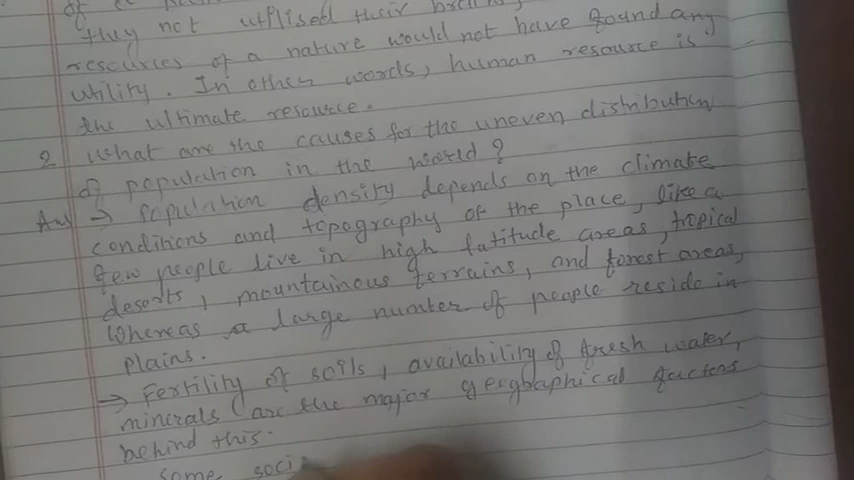 they not utilised their
resources of a nature would not have found any
utility. In other words, human resource is
the ultimate resource.
2 What are the causes for the uneven distribution
of population in the world?
Ans → Population density depends on the climate
conditions and topography of the place, like a
few people live in high latitude areas, tropical
deserts, mountainous terrains, and forest areas,
Whereas a large number of people reside in
plains.
→ Fertility of soils, availability of fresh water,
minerals are the major geographical factors
behind this.
Some soci